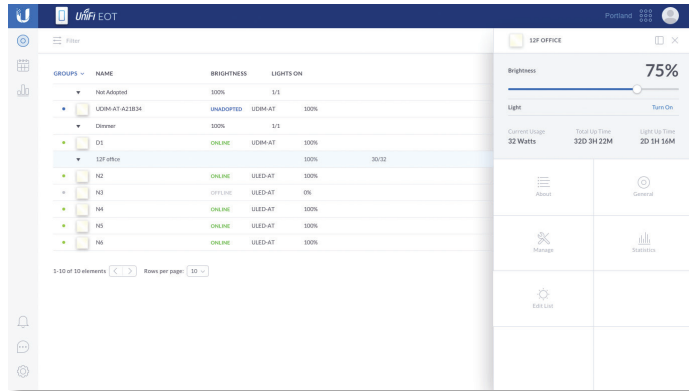 UniFi EOT
Portland
Filter
GROUPS NAME BRIGHTNESS LIGHTS ON
Not Adopted 100% 1/1
UDIM-AT-A21B34 UNADOPTED UDIM-AT 100%
Dimmer 100% 1/1
D1 ONLINE UDIM-AT 100%
12F office 100% 30/32
N2 ONLINE ULED-AT 100%
N3 OFFLINE ULED-AT 0%
N4 ONLINE ULED-AT 100%
N5 ONLINE ULED-AT 100%
N6 ONLINE ULED-AT 100%
1-10 of 10 elements Rows per page: 10
12F OFFICE
Brightness 75%
Light Turn On
Current Usage Total Up Time Light Up Time
32 Watts 32D 3H 22M 2D 1H 16M
About General
Manage Statistics
Edit List